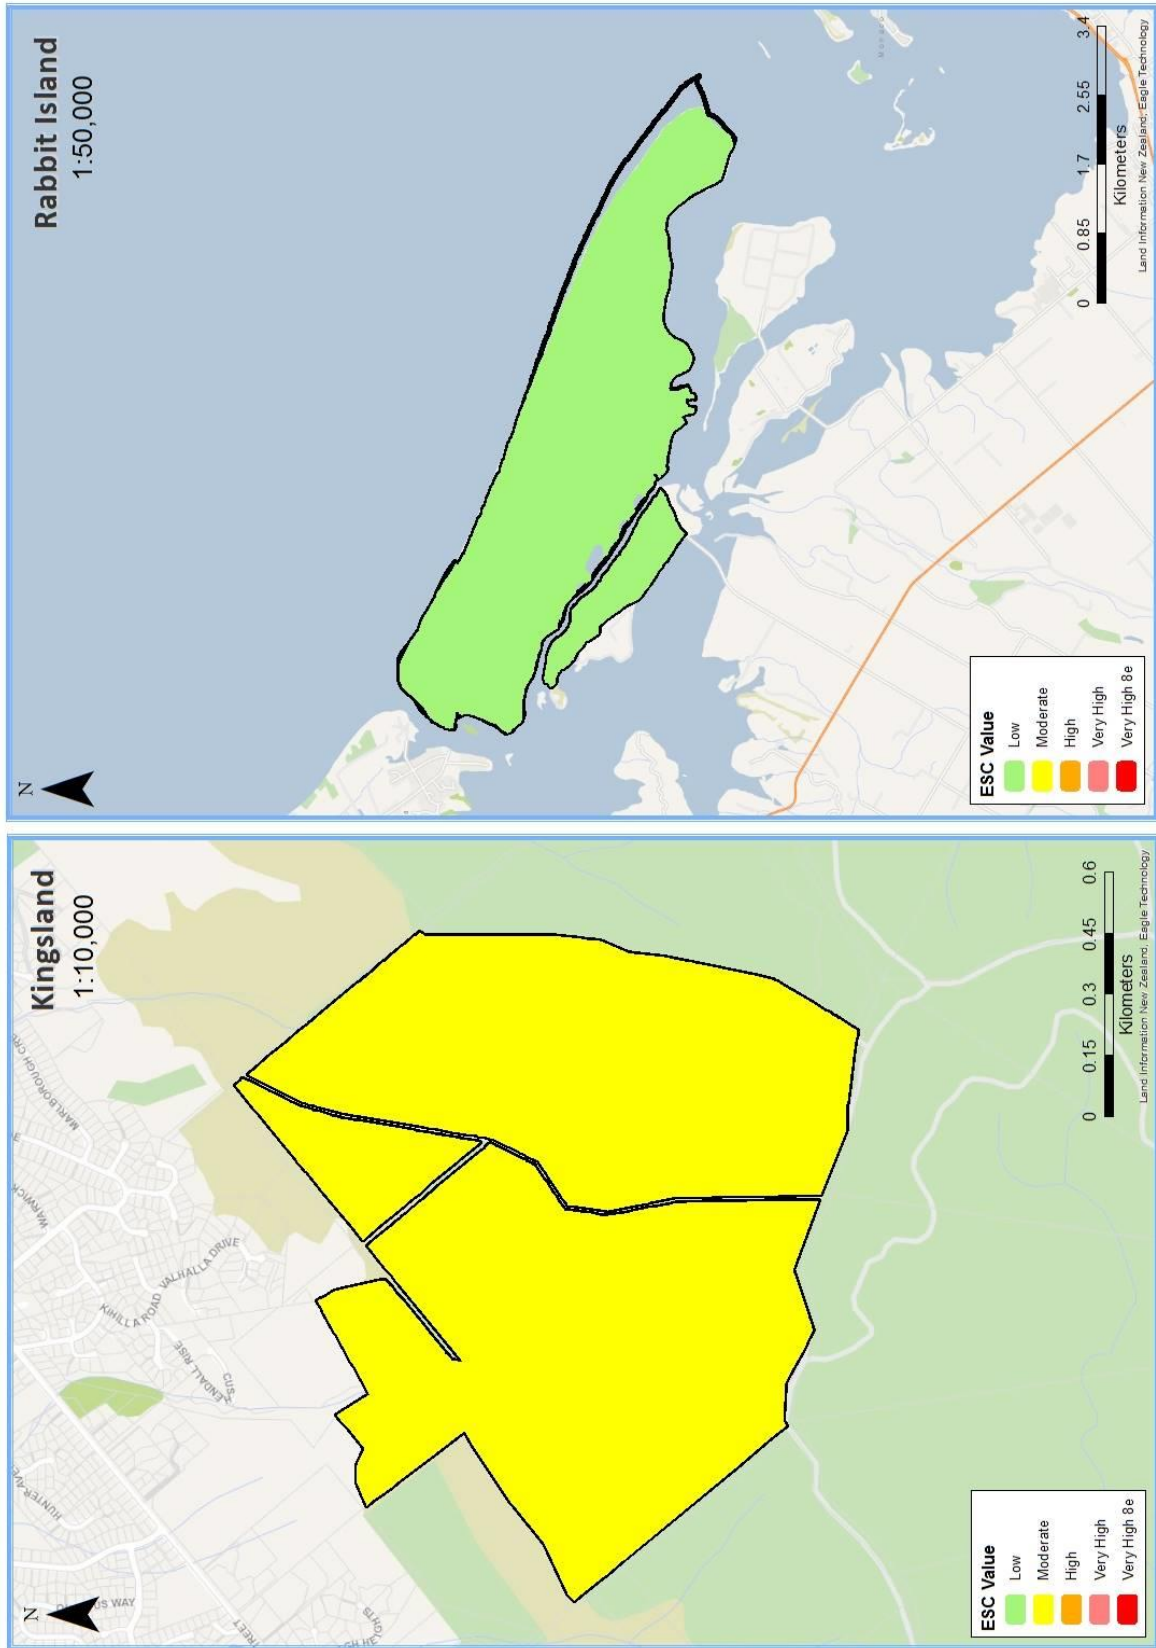 Kingsland
1:10,000
N
MARLBOROUGH CRE
WARWICK
KIHILLA ROAD
VALHALLA DRIVE
KENDALL RISE
HUNTER AVE
STREET
ESC Value
Low
Moderate
High
Very High
Very High 8e
0 0.15 0.3 0.45 0.6
Kilometers
Land Information New Zealand, Eagle Technology
Rabbit Island
1:50,000
N
ESC Value
Low
Moderate
High
Very High
Very High 8e
0 0.85 1.7 2.55 3.4
Kilometers
Land Information New Zealand, Eagle Technology